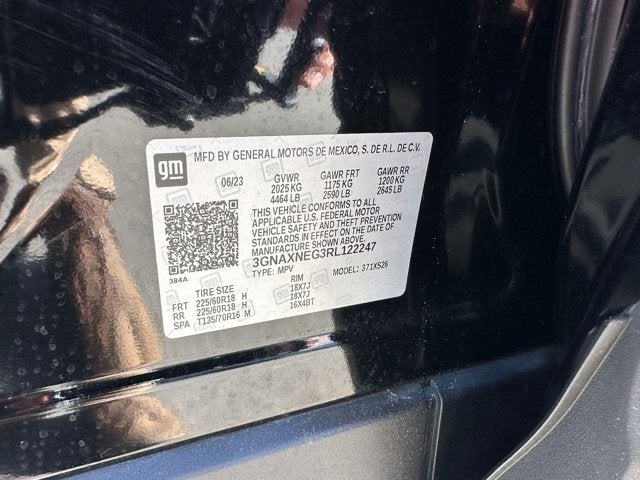 gm
MFD BY GENERAL MOTORS DE MEXICO, S. DE R.L. DE C.V.
06/23 GVWR GAWR FRT GAWR RR
2025 KG 1175 KG 1200 KG
4464 LB 2590 LB 2645 LB
THIS VEHICLE CONFORMS TO ALL
APPLICABLE U.S. FEDERAL MOTOR
VEHICLE SAFETY AND THEFT PREVENTION
STANDARDS IN EFFECT ON THE DATE OF
MANUFACTURE SHOWN ABOVE.
3GNAXNEG3RL122247
384A TYPE: MPV MODEL: 371XS26
TIRE SIZE RIM
FRT 225/60R18 H 18X7J
RR 225/60R18 H 18X7J
SPA T135/70R16 M 16X4BT